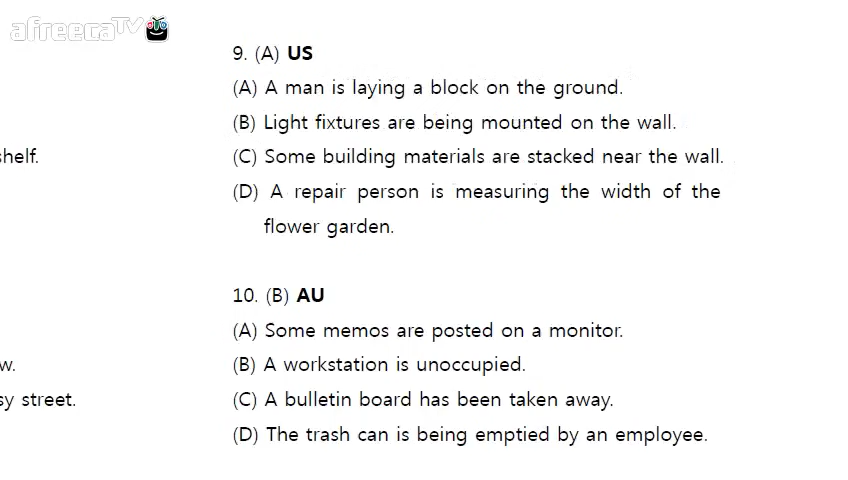 afreecaTV
9. (A) US
(A) A man is laying a block on the ground.
(B) Light fixtures are being mounted on the wall.
shelf.
(C) Some building materials are stacked near the wall.
(D) A repair person is measuring the width of the
flower garden.
10. (B) AU
(A) Some memos are posted on a monitor.
w.
(B) A workstation is unoccupied.
sy street.
(C) A bulletin board has been taken away.
(D) The trash can is being emptied by an employee.